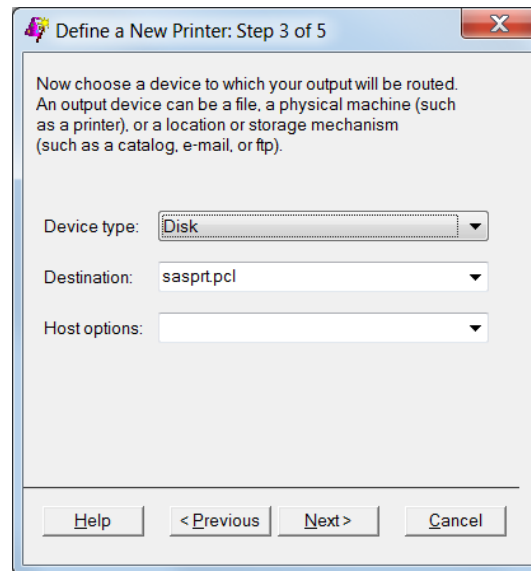 Define a New Printer: Step 3 of 5
Now choose a device to which your output will be routed.
An output device can be a file, a physical machine (such
as a printer), or a location or storage mechanism
(such as a catalog, e-mail, or ftp).
Device type: Disk
Destination: sasprt.pcl
Host options:
Help < Previous Next > Cancel